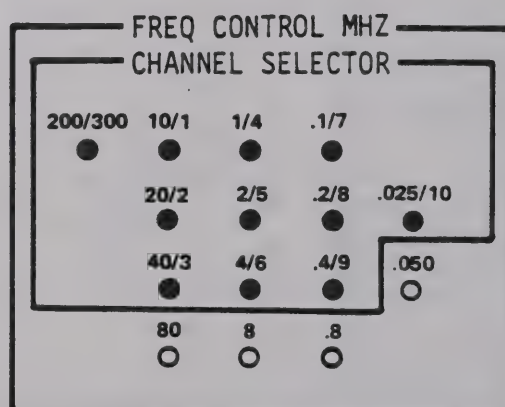 FREQ CONTROL MHZ
CHANNEL SELECTOR
200/300 10/1 1/4 .1/7
20/2 2/5 .2/8 .025/10
40/3 4/6 .4/9 .050
80 8 .8